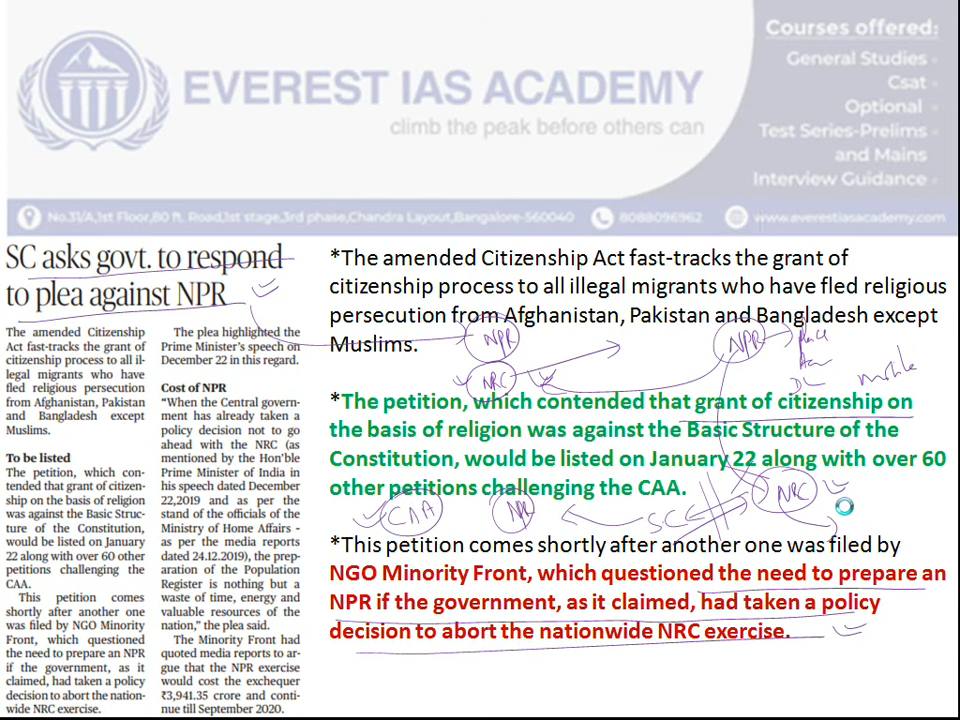 Courses offered:
General Studies
Csat
Optional
Test Series-Prelims
and Mains
Interview Guidance
EVEREST IAS ACADEMY
climb the peak before others can
No.31/A,1st Floor,80 ft. Road,1st stage,3rd phase,Chandra Layout,Bangalore-560040
8088096962
www.everestiasacademy.com
SC asks govt. to respond
to plea against NPR
The amended Citizenship
Act fast-tracks the grant of
citizenship process to all il-
legal migrants who have
fled religious persecution
from Afghanistan, Pakistan
and Bangladesh except
Muslims.
To be listed
The petition, which con-
tended that grant of citizen-
ship on the basis of religion
was against the Basic Struc-
ture of the Constitution,
would be listed on January
22 along with over 60 other
petitions challenging the
CAA.
This petition comes
shortly after another one
was filed by NGO Minority
Front, which questioned
the need to prepare an NPR
if the government, as it
claimed, had taken a policy
decision to abort the nation-
wide NRC exercise.
The plea highlighted the
Prime Minister's speech on
December 22 in this regard.
Cost of NPR
“When the Central govern-
ment has already taken a
policy decision not to go
ahead with the NRC (as
mentioned by the Hon'ble
Prime Minister of India in
his speech dated December
22,2019 and as per the
stand of the officials of the
Ministry of Home Affairs -
as per the media reports
dated 24.12.2019), the prep-
aration of the Population
Register is nothing but a
waste of time, energy and
valuable resources of the
nation,” the plea said.
The Minority Front had
quoted media reports to ar-
gue that the NPR exercise
would cost the exchequer
₹3,941.35 crore and conti-
nue till September 2020.
*The amended Citizenship Act fast-tracks the grant of
citizenship process to all illegal migrants who have fled religious
persecution from Afghanistan, Pakistan and Bangladesh except
Muslims.
NPR
NRC
NPR
mobile
*The petition, which contended that grant of citizenship on
the basis of religion was against the Basic Structure of the
Constitution, would be listed on January 22 along with over 60
other petitions challenging the CAA.
CAA
SC
NRC
*This petition comes shortly after another one was filed by
NGO Minority Front, which questioned the need to prepare an
NPR if the government, as it claimed, had taken a policy
decision to abort the nationwide NRC exercise.